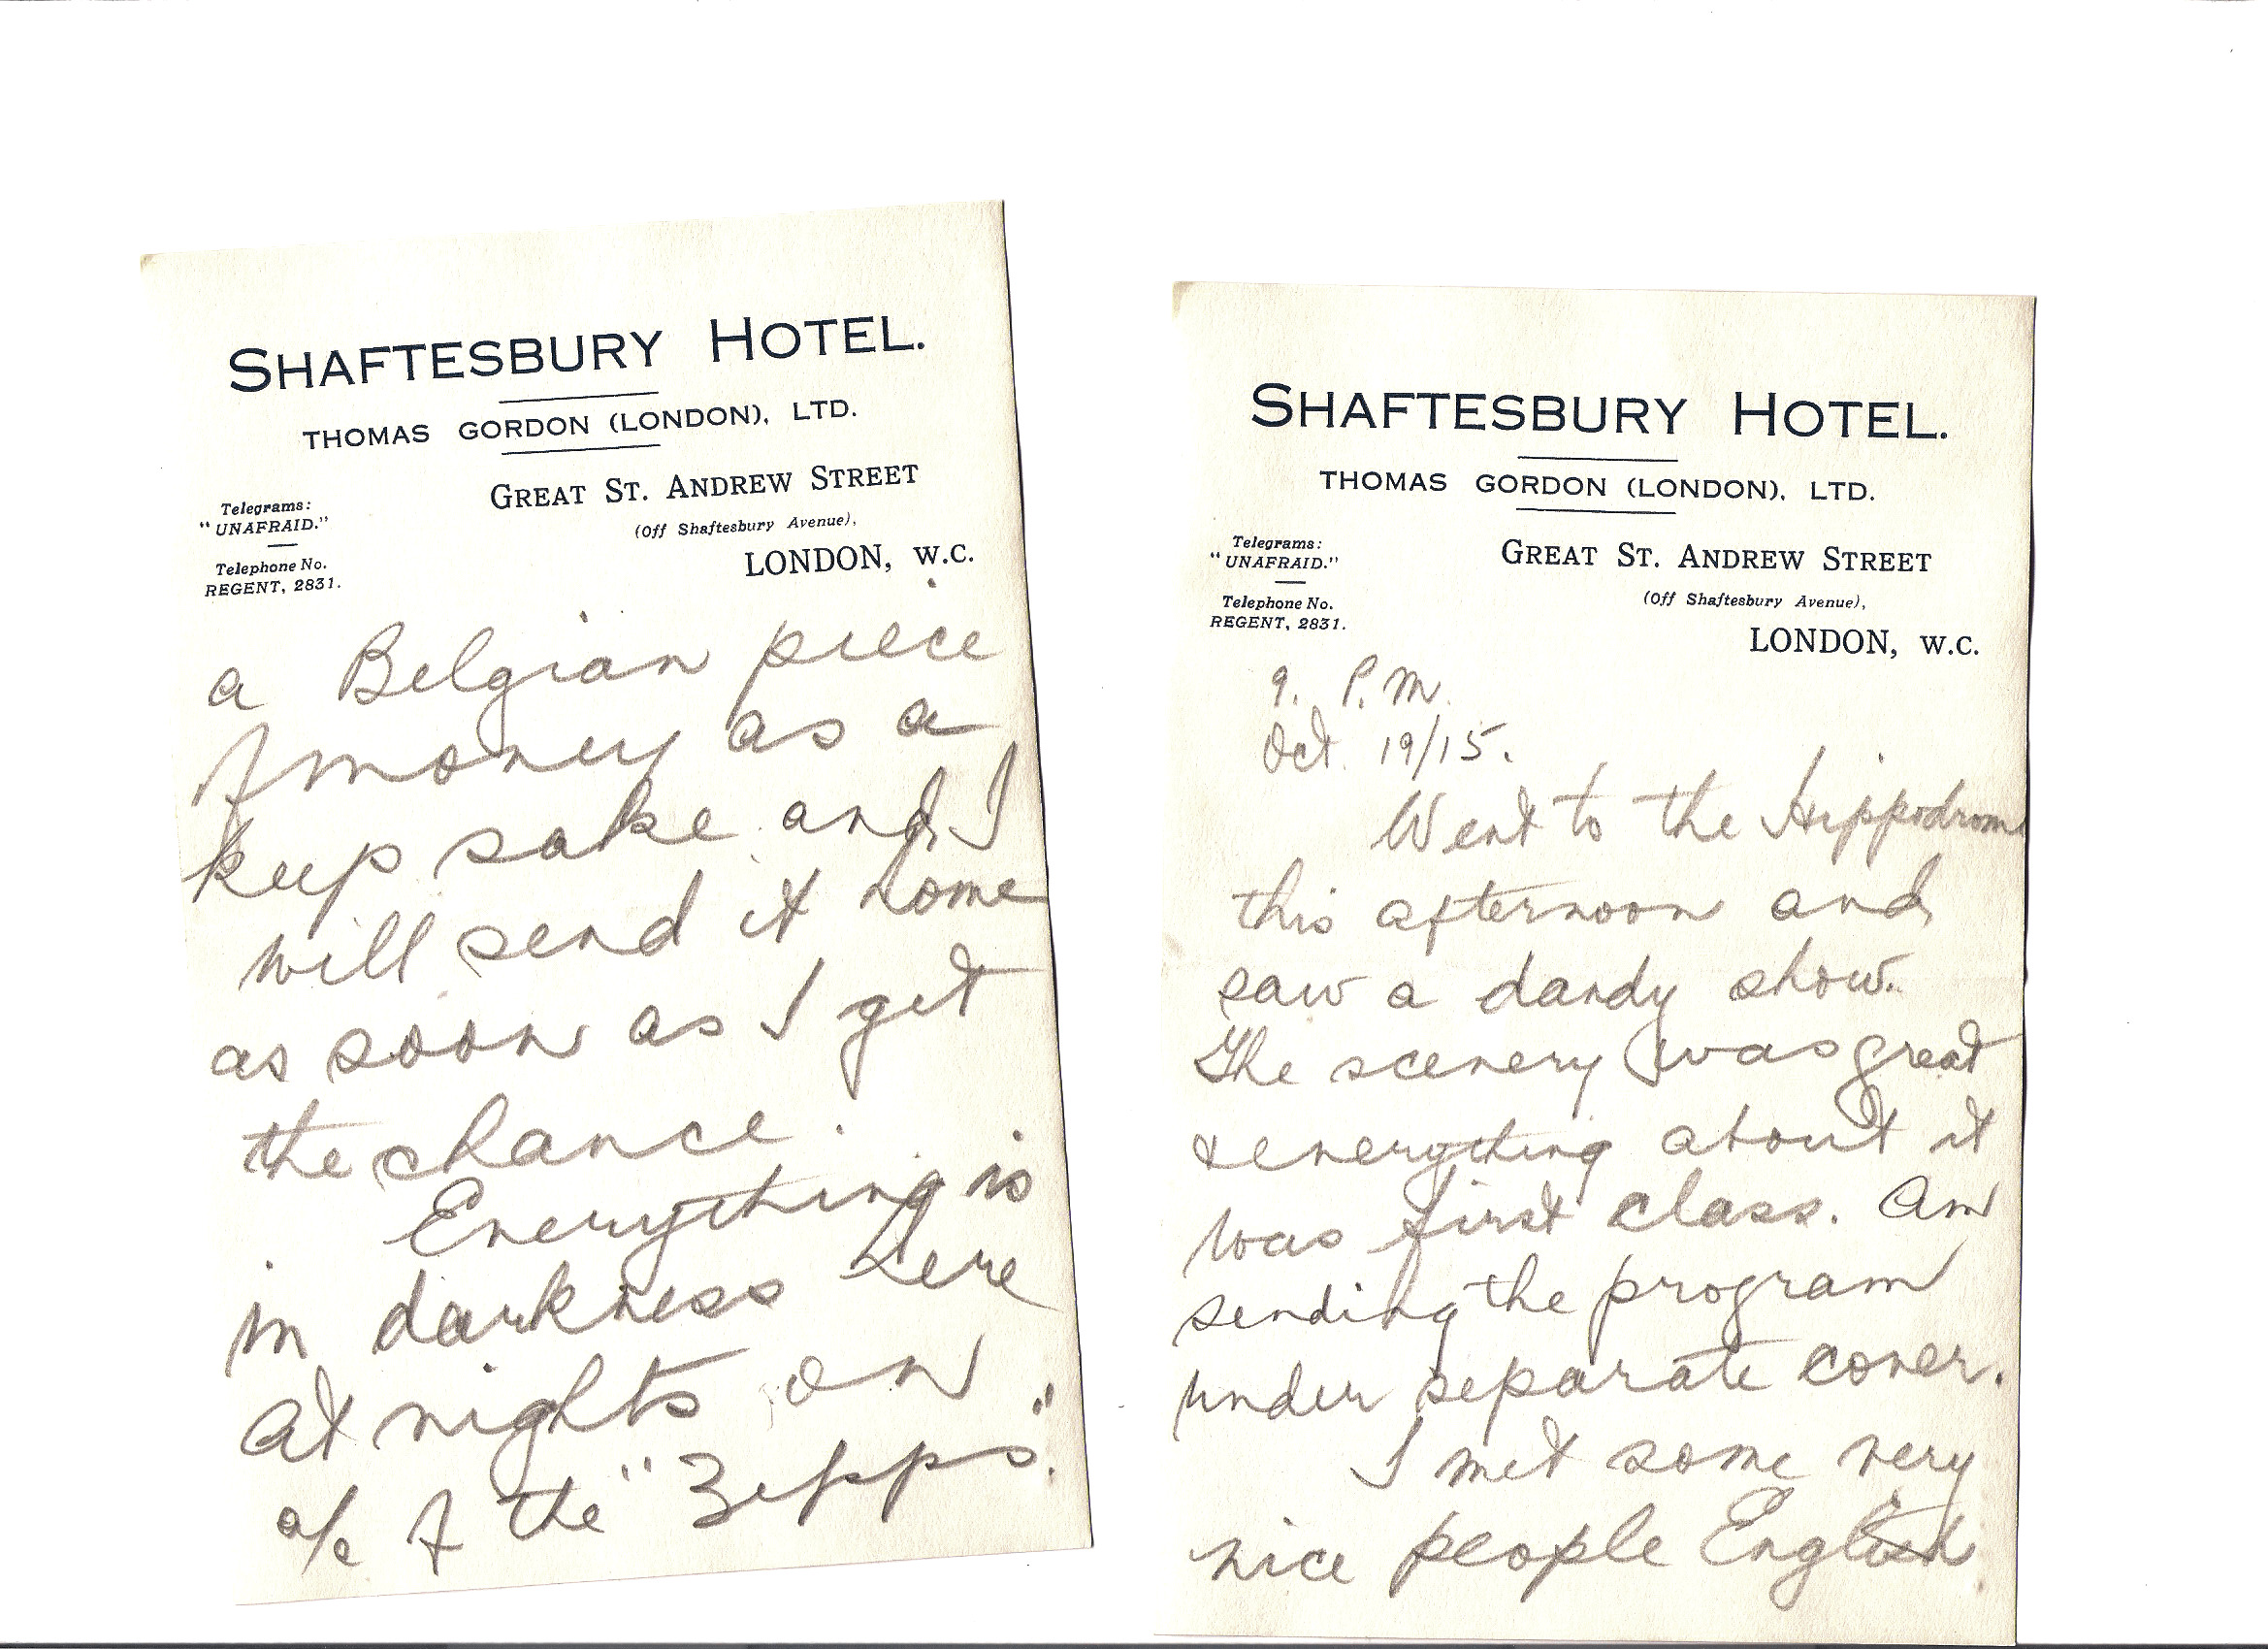 SHAFTESBURY HOTEL.
THOMAS GORDON (LONDON), LTD.
Telegrams:
"UNAFRAID."
Telephone No.
REGENT, 2831.
GREAT ST. ANDREW STREET
(Off Shaftesbury Avenue),
LONDON, W.C.
a Belgian piece
of money as a
keep sake and I
will send it home
as soon as I get
the chance.
Everything is
in darkness here
at nights on
a/c of the "Zepps".
SHAFTESBURY HOTEL.
THOMAS GORDON (LONDON), LTD.
Telegrams:
"UNAFRAID."
Telephone No.
REGENT, 2831.
GREAT ST. ANDREW STREET
(Off Shaftesbury Avenue),
LONDON, W.C.
9. P.M.
Oct. 19/15.
Went to the Hippodrome
this afternoon and
saw a dandy show.
The scenery was great
& everything about it
was first class. Am
sending the program
under separate cover.
I met some very
nice people English